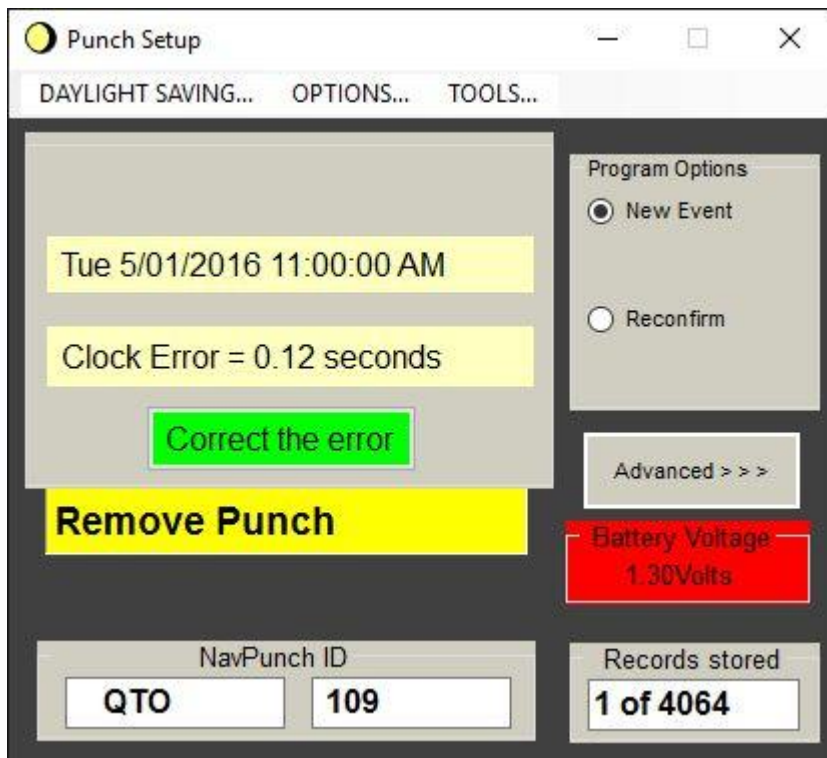 Punch Setup
DAYLIGHT SAVING... OPTIONS... TOOLS...
Program Options
New Event
Tue 5/01/2016 11:00:00 AM
Reconfirm
Clock Error = 0.12 seconds
Correct the error
Advanced > > >
Remove Punch
Battery Voltage
1.30Volts
NavPunch ID
QTO 109
Records stored
1 of 4064